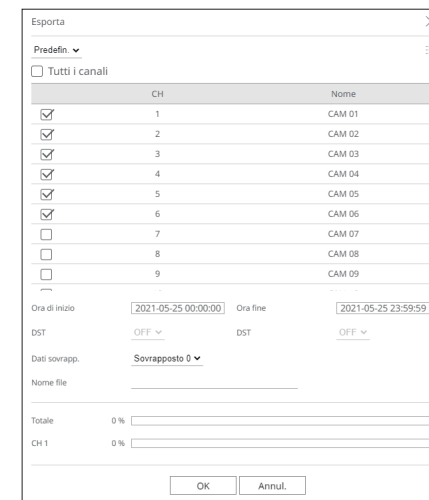 Esporta
Predefin.
Tutti i canali
CH Nome
1 CAM 01
2 CAM 02
3 CAM 03
4 CAM 04
5 CAM 05
6 CAM 06
7 CAM 07
8 CAM 08
9 CAM 09
Ora di inizio 2021-05-25 00:00:00 Ora fine 2021-05-25 23:59:59
DST OFF DST OFF
Dati sovrapp. Sovrapposto 0
Nome file
Totale 0 %
CH 1 0 %
OK Annul.